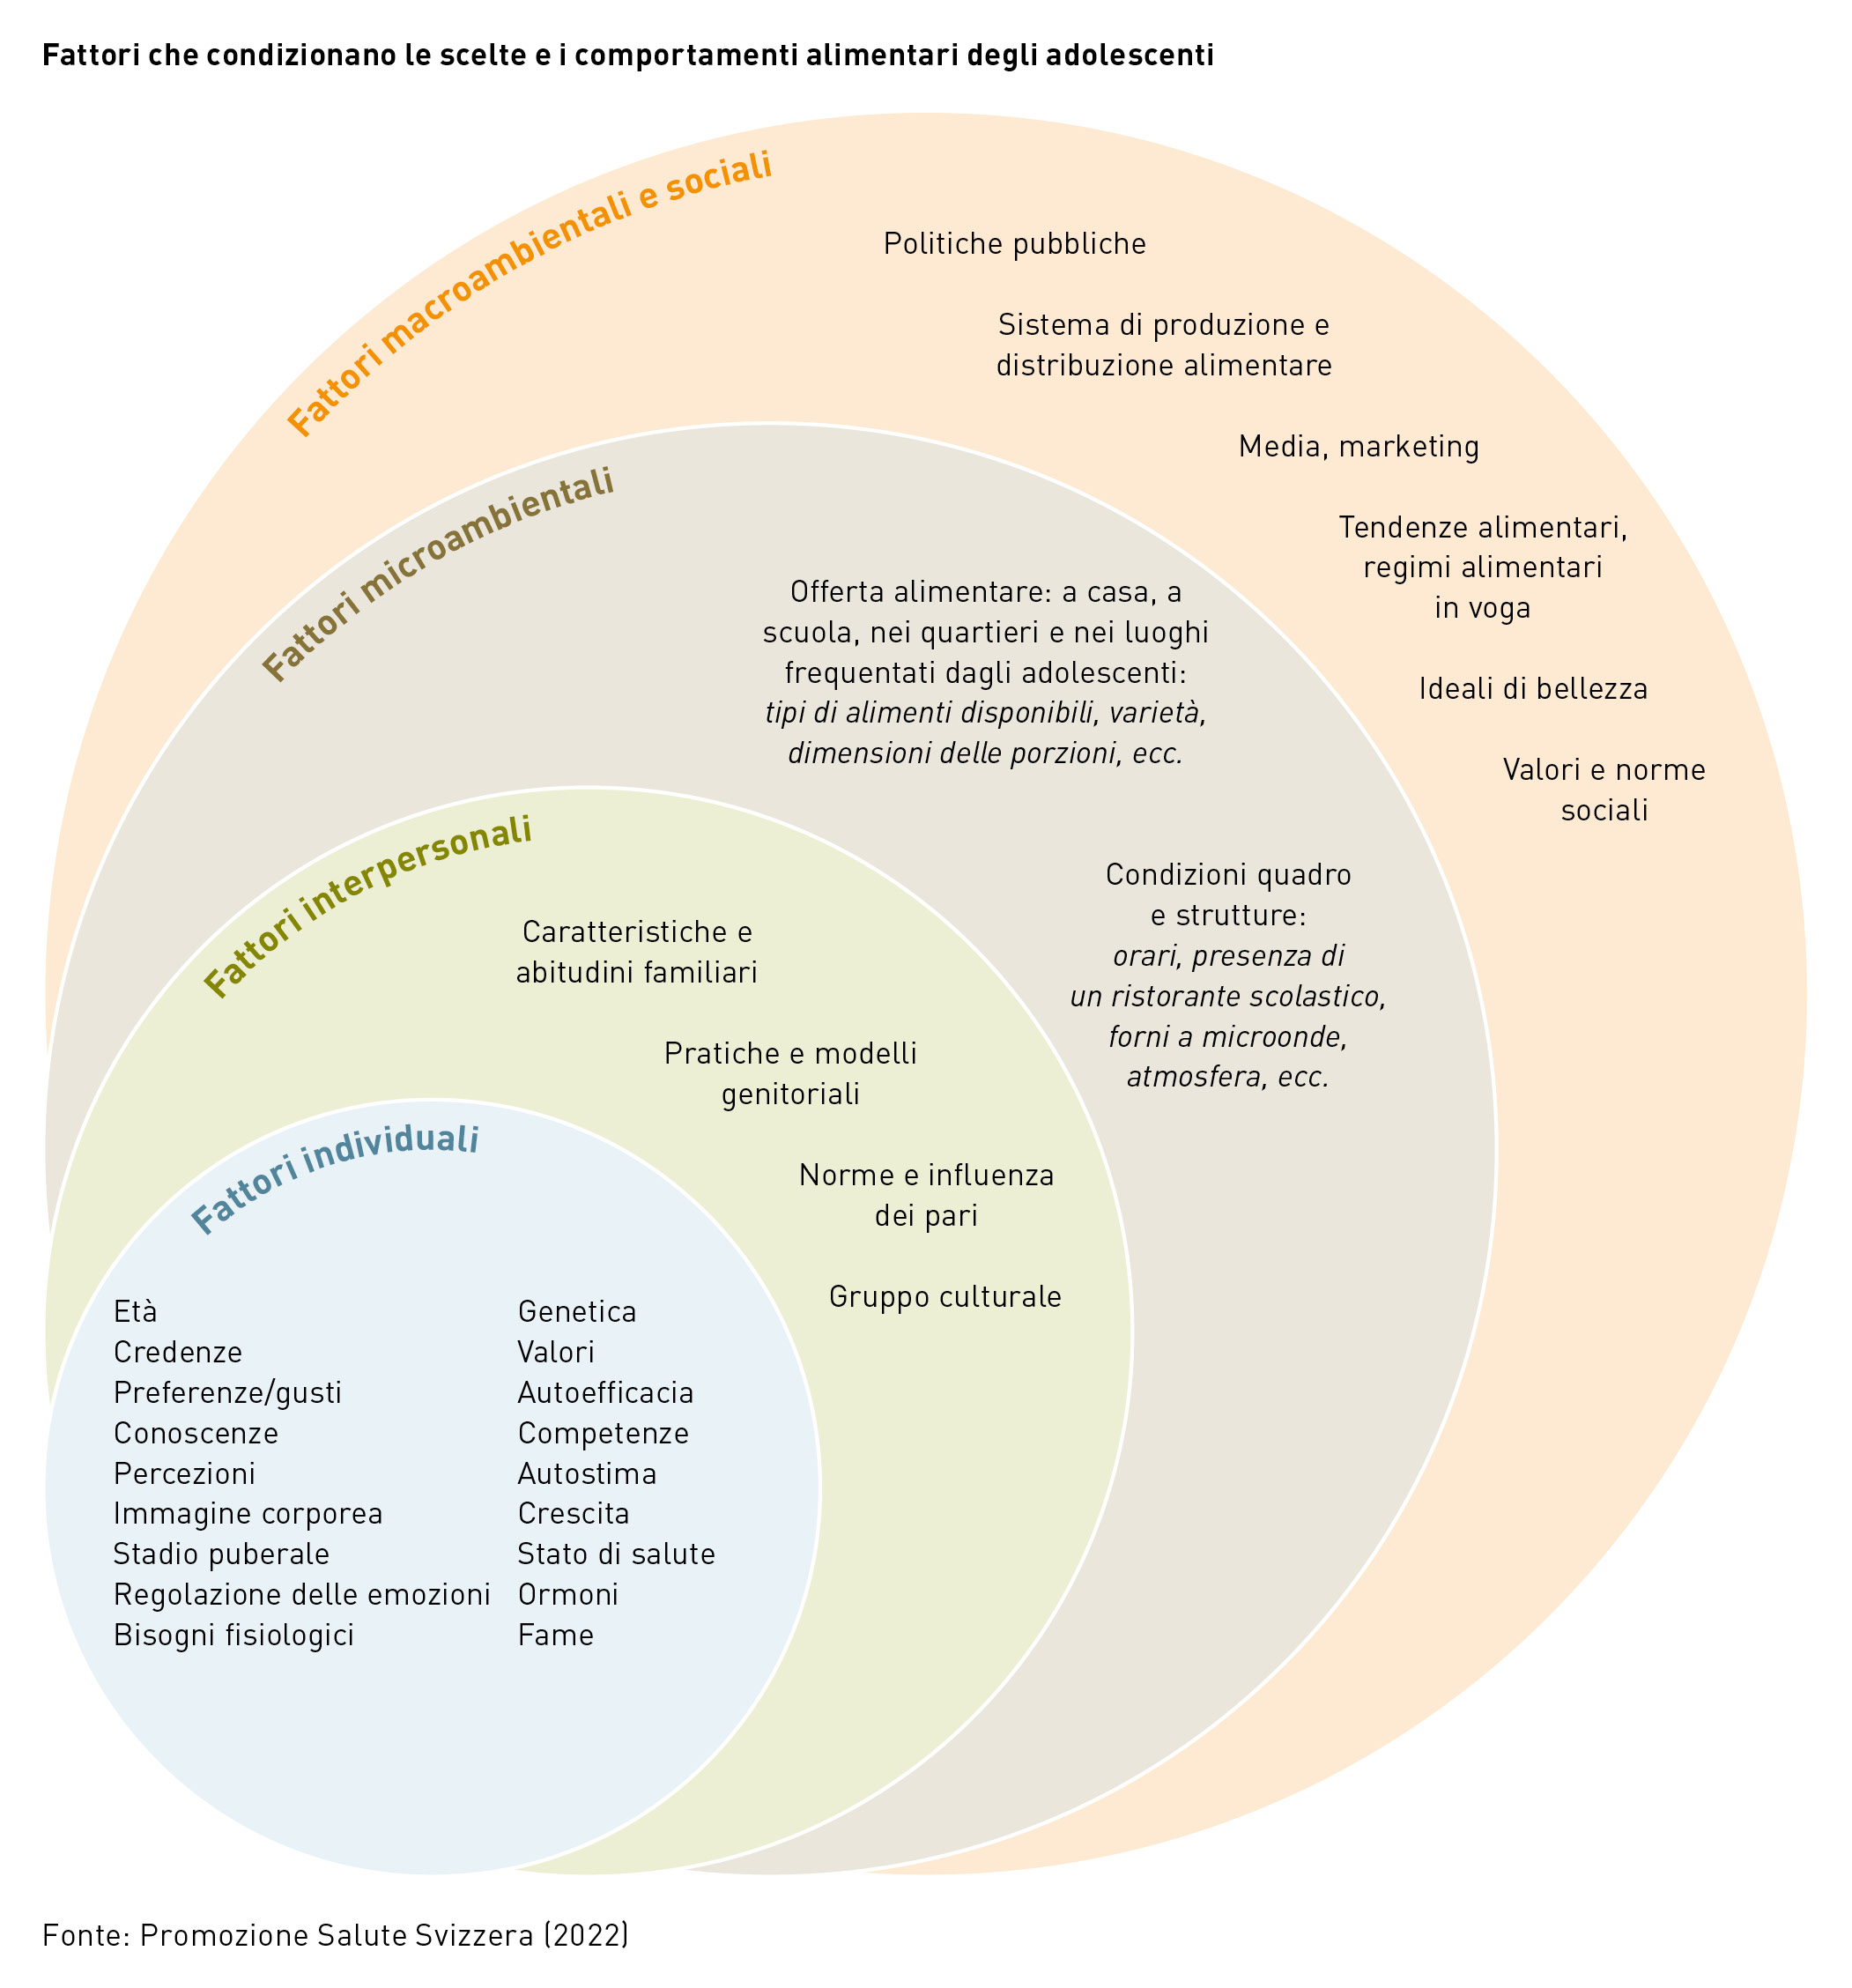 Fattori che condizionano le scelte e i comportamenti alimentari degli adolescenti
Fattori macroambientali e sociali
Politiche pubbliche
Sistema di produzione e
distribuzione alimentare
Media, marketing
Tendenze alimentari,
regimi alimentari
in voga
Ideali di bellezza
Valori e norme
sociali
Fattori microambientali
Offerta alimentare: a casa, a
scuola, nei quartieri e nei luoghi
frequentati dagli adolescenti:
tipi di alimenti disponibili, varietà,
dimensioni delle porzioni, ecc.
Condizioni quadro
e strutture:
orari, presenza di
un ristorante scolastico,
forni a microonde,
atmosfera, ecc.
Fattori interpersonali
Caratteristiche e
abitudini familiari
Pratiche e modelli
genitoriali
Norme e influenza
dei pari
Gruppo culturale
Fattori individuali
Età
Credenze
Preferenze/gusti
Conoscenze
Percezioni
Immagine corporea
Stadio puberale
Regolazione delle emozioni
Bisogni fisiologici
Genetica
Valori
Autoefficacia
Competenze
Autostima
Crescita
Stato di salute
Ormoni
Fame
Fonte: Promozione Salute Svizzera (2022)